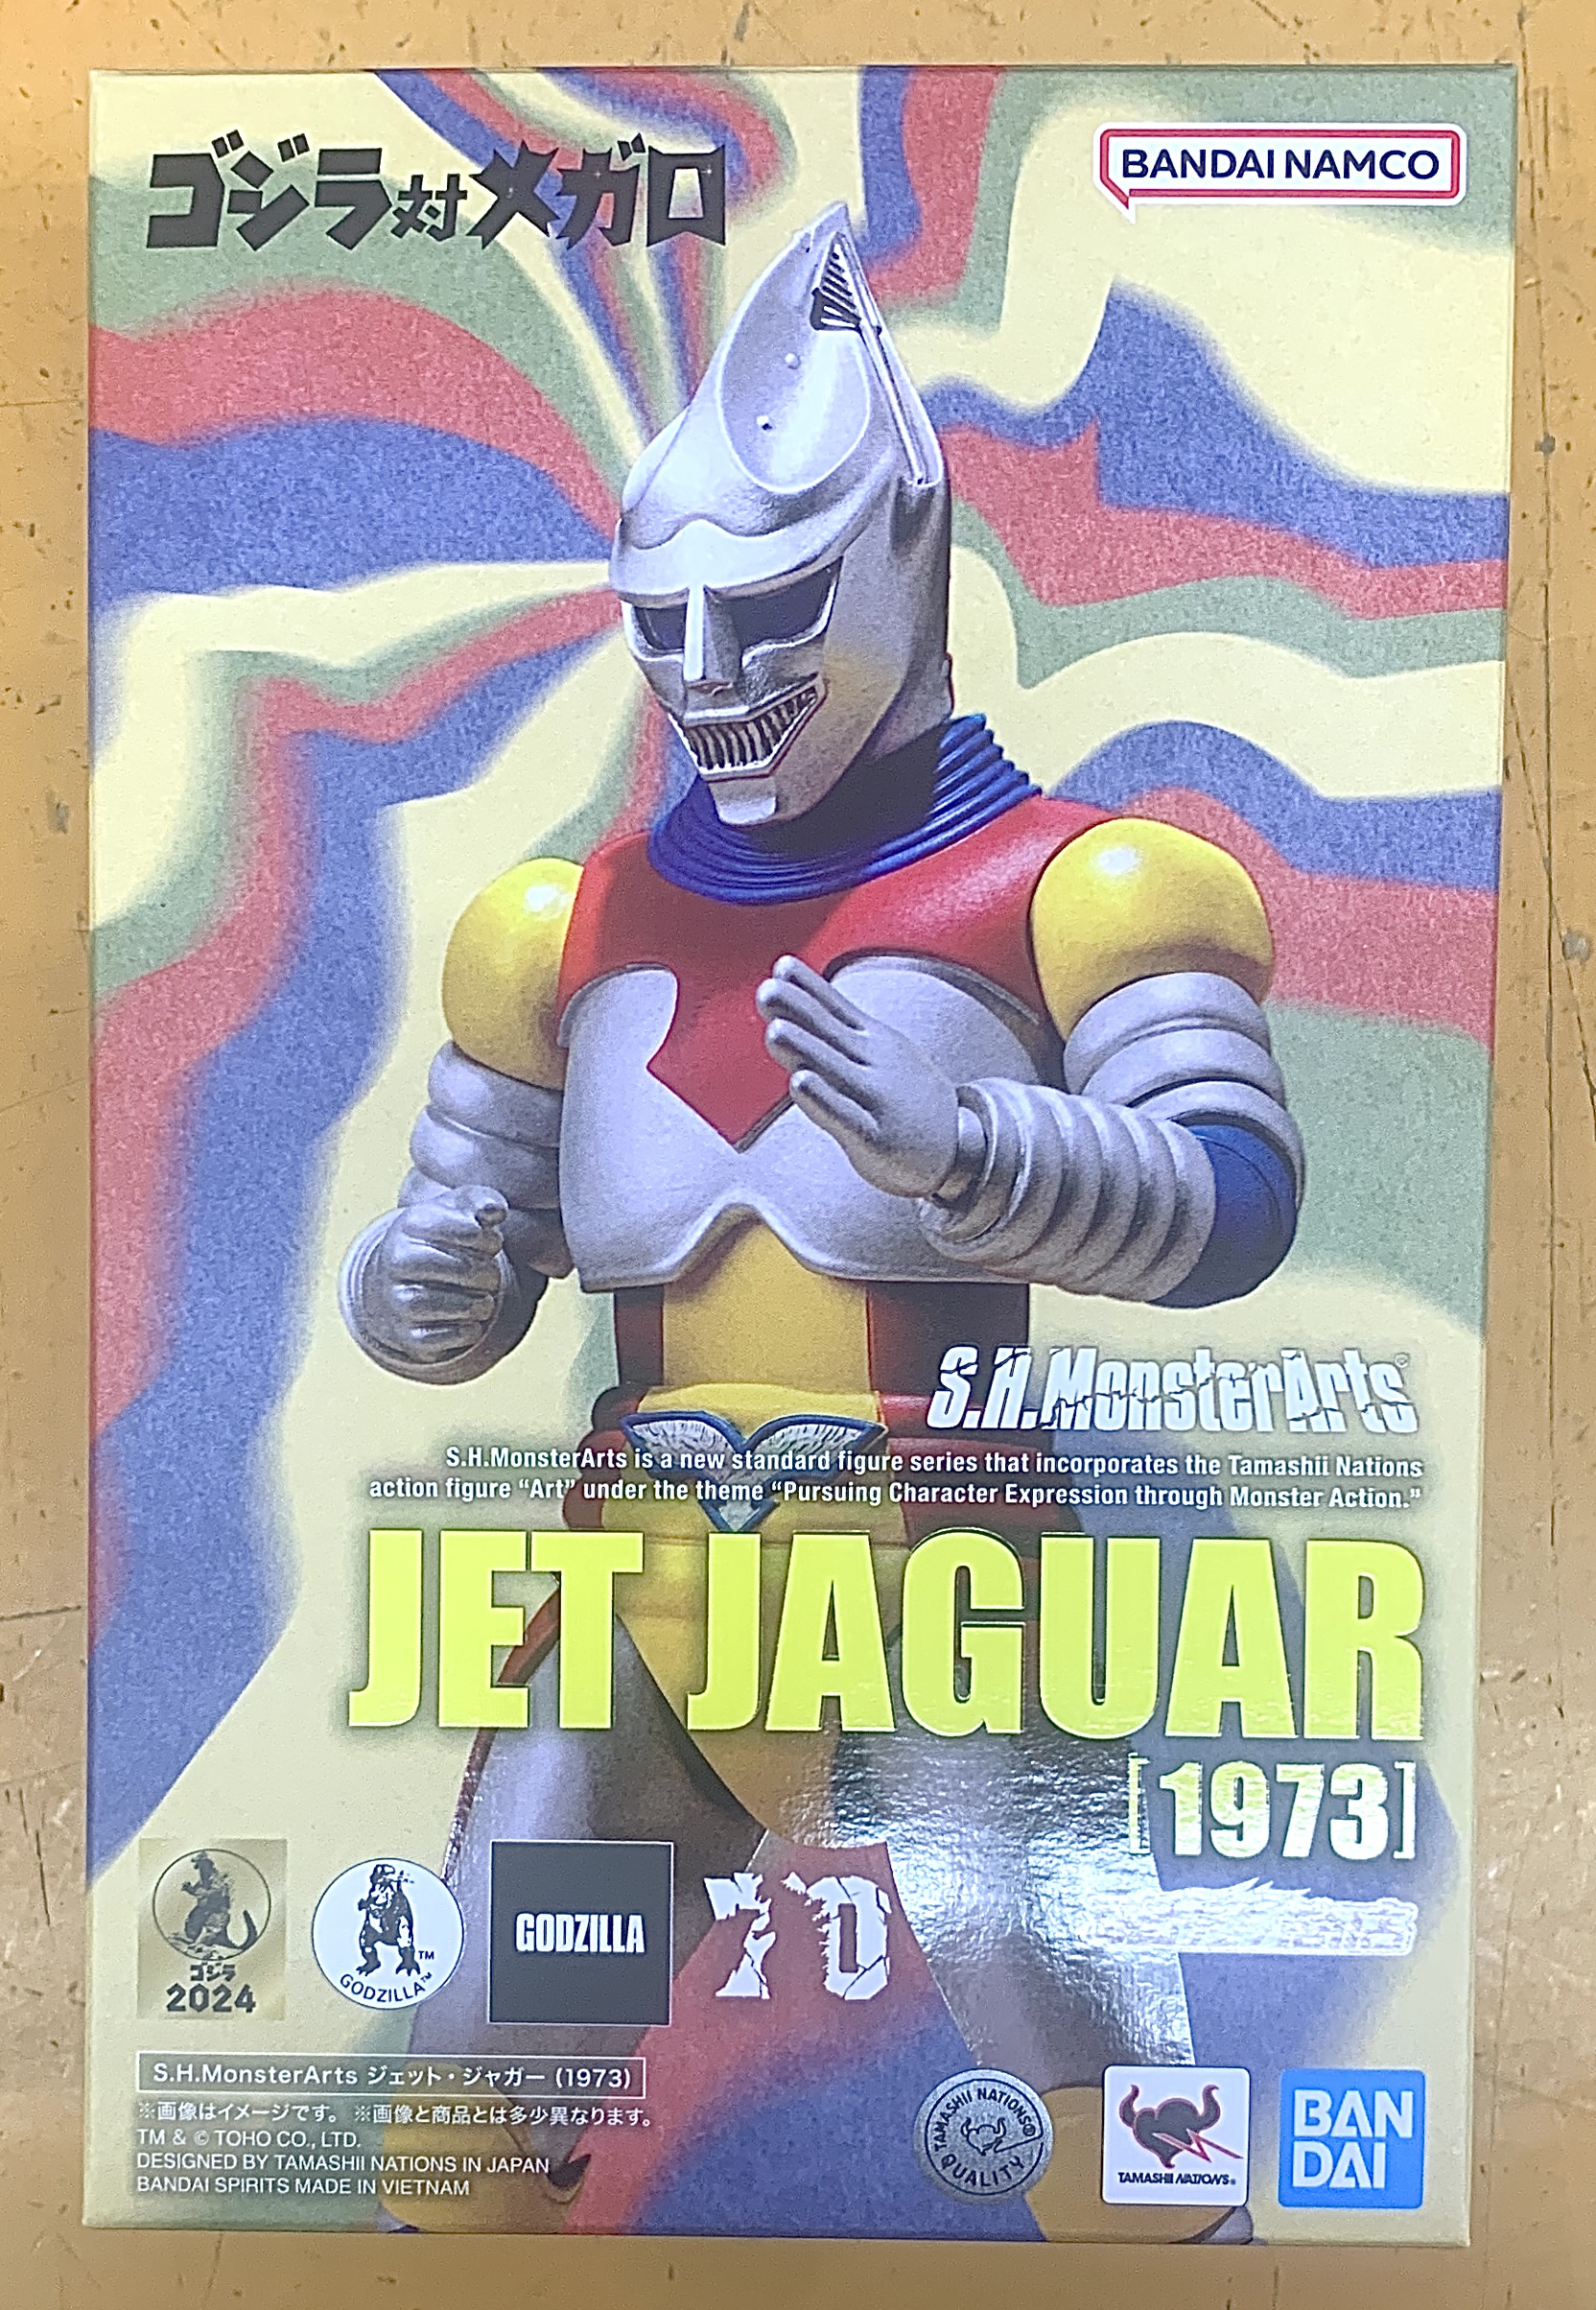 ゴジラ対メガロ
BANDAI NAMCO
S.H.MonsterArts
S.H.MonsterArts is a new standard figure series that incorporates the Tamashii Nations
action figure “Art” under the theme “Pursuing Character Expression through Monster Action.”
JET JAGUAR
[1973]
ゴジラ
2024
TM
GODZILLA™
GODZILLA
70
S.H.MonsterArts ジェット・ジャガー (1973)
※画像はイメージです。 ※画像と商品とは多少異なります。
TM & © TOHO CO., LTD.
DESIGNED BY TAMASHII NATIONS IN JAPAN
BANDAI SPIRITS MADE IN VIETNAM
TAMASHII NATIONS®
QUALITY
TAMASHII NATIONS®
BAN
DAI